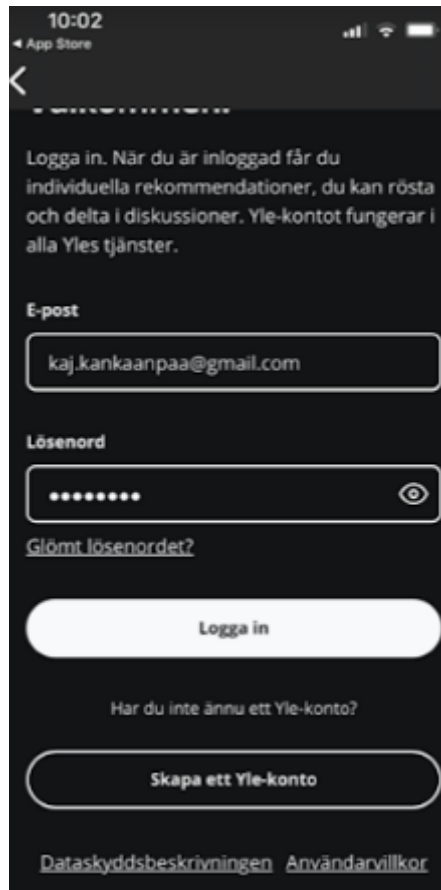 10:02
App Store
Välkommen!
Logga in. När du är inloggad får du
individuella rekommendationer, du kan rösta
och delta i diskussioner. Yle-kontot fungerar i
alla Yles tjänster.
E-post
kaj.kankaanpaa@gmail.com
Lösenord
Glömt lösenordet?
Logga in
Har du inte ännu ett Yle-konto?
Skapa ett Yle-konto
Dataskyddsbeskrivningen Användarvillkor